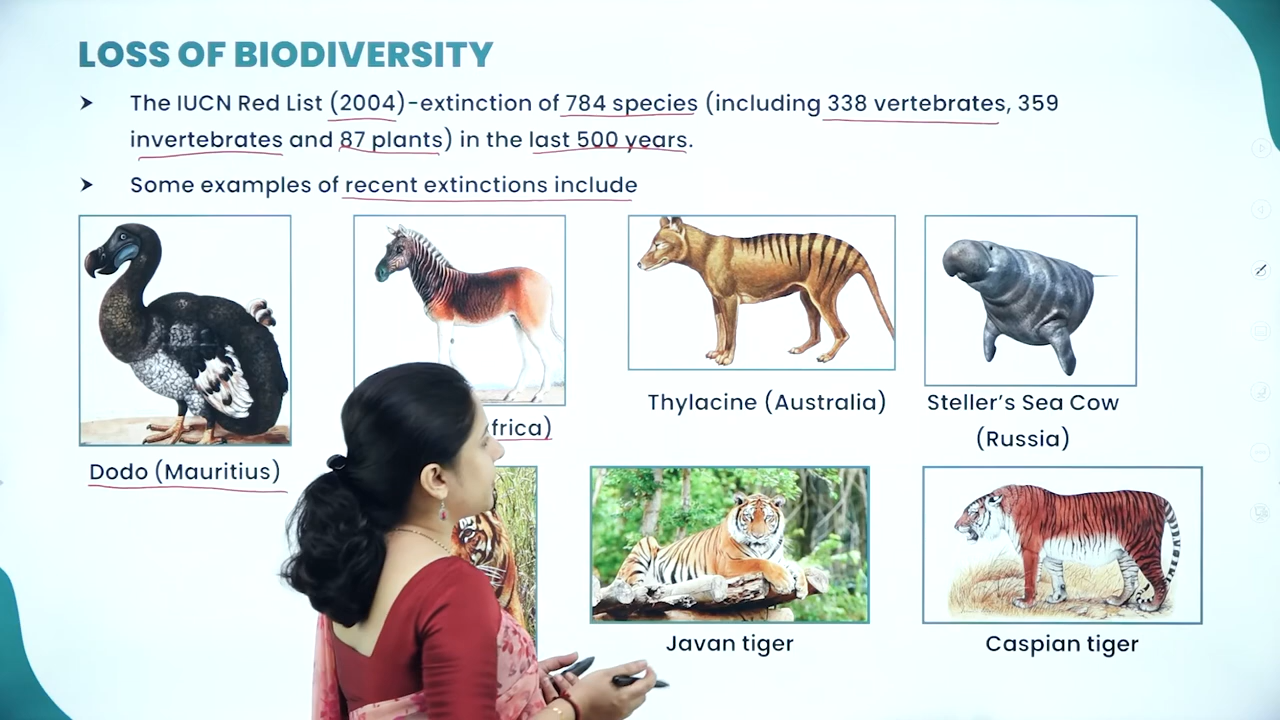 LOSS OF BIODIVERSITY
➤ The IUCN Red List (2004)-extinction of 784 species (including 338 vertebrates, 359
invertebrates and 87 plants) in the last 500 years.
➤ Some examples of recent extinctions include
Thylacine (Australia)
Steller's Sea Cow
(Russia)
Dodo (Mauritius)
Javan tiger
Caspian tiger